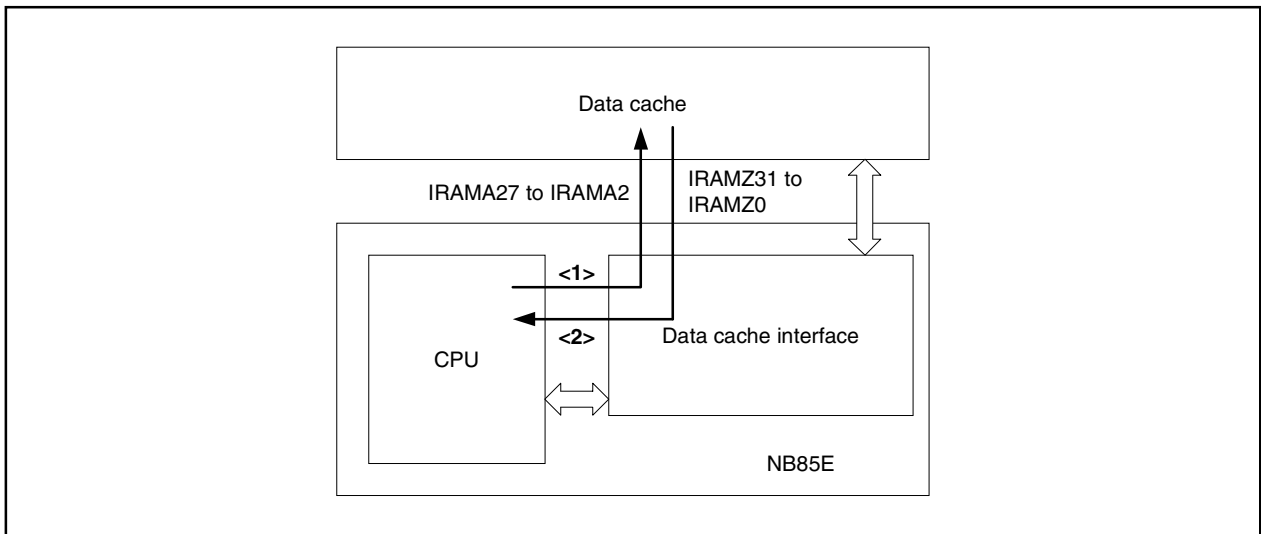 Data cache
IRAMA27 to IRAMA2
IRAMZ31 to
IRAMZ0
<1>
<2>
Data cache interface
CPU
NB85E